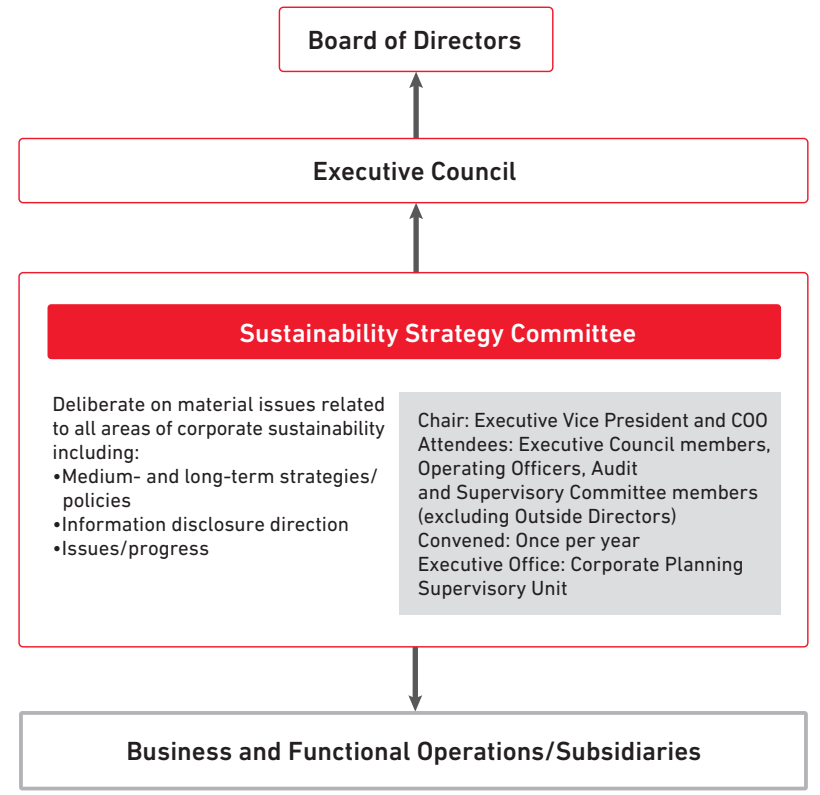 Board of Directors
Executive Council
Sustainability Strategy Committee
Deliberate on material issues related
to all areas of corporate sustainability
including:
•Medium- and long-term strategies/
policies
•Information disclosure direction
•Issues/progress
Chair: Executive Vice President and COO
Attendees: Executive Council members,
Operating Officers, Audit
and Supervisory Committee members
(excluding Outside Directors)
Convened: Once per year
Executive Office: Corporate Planning
Supervisory Unit
Business and Functional Operations/Subsidiaries